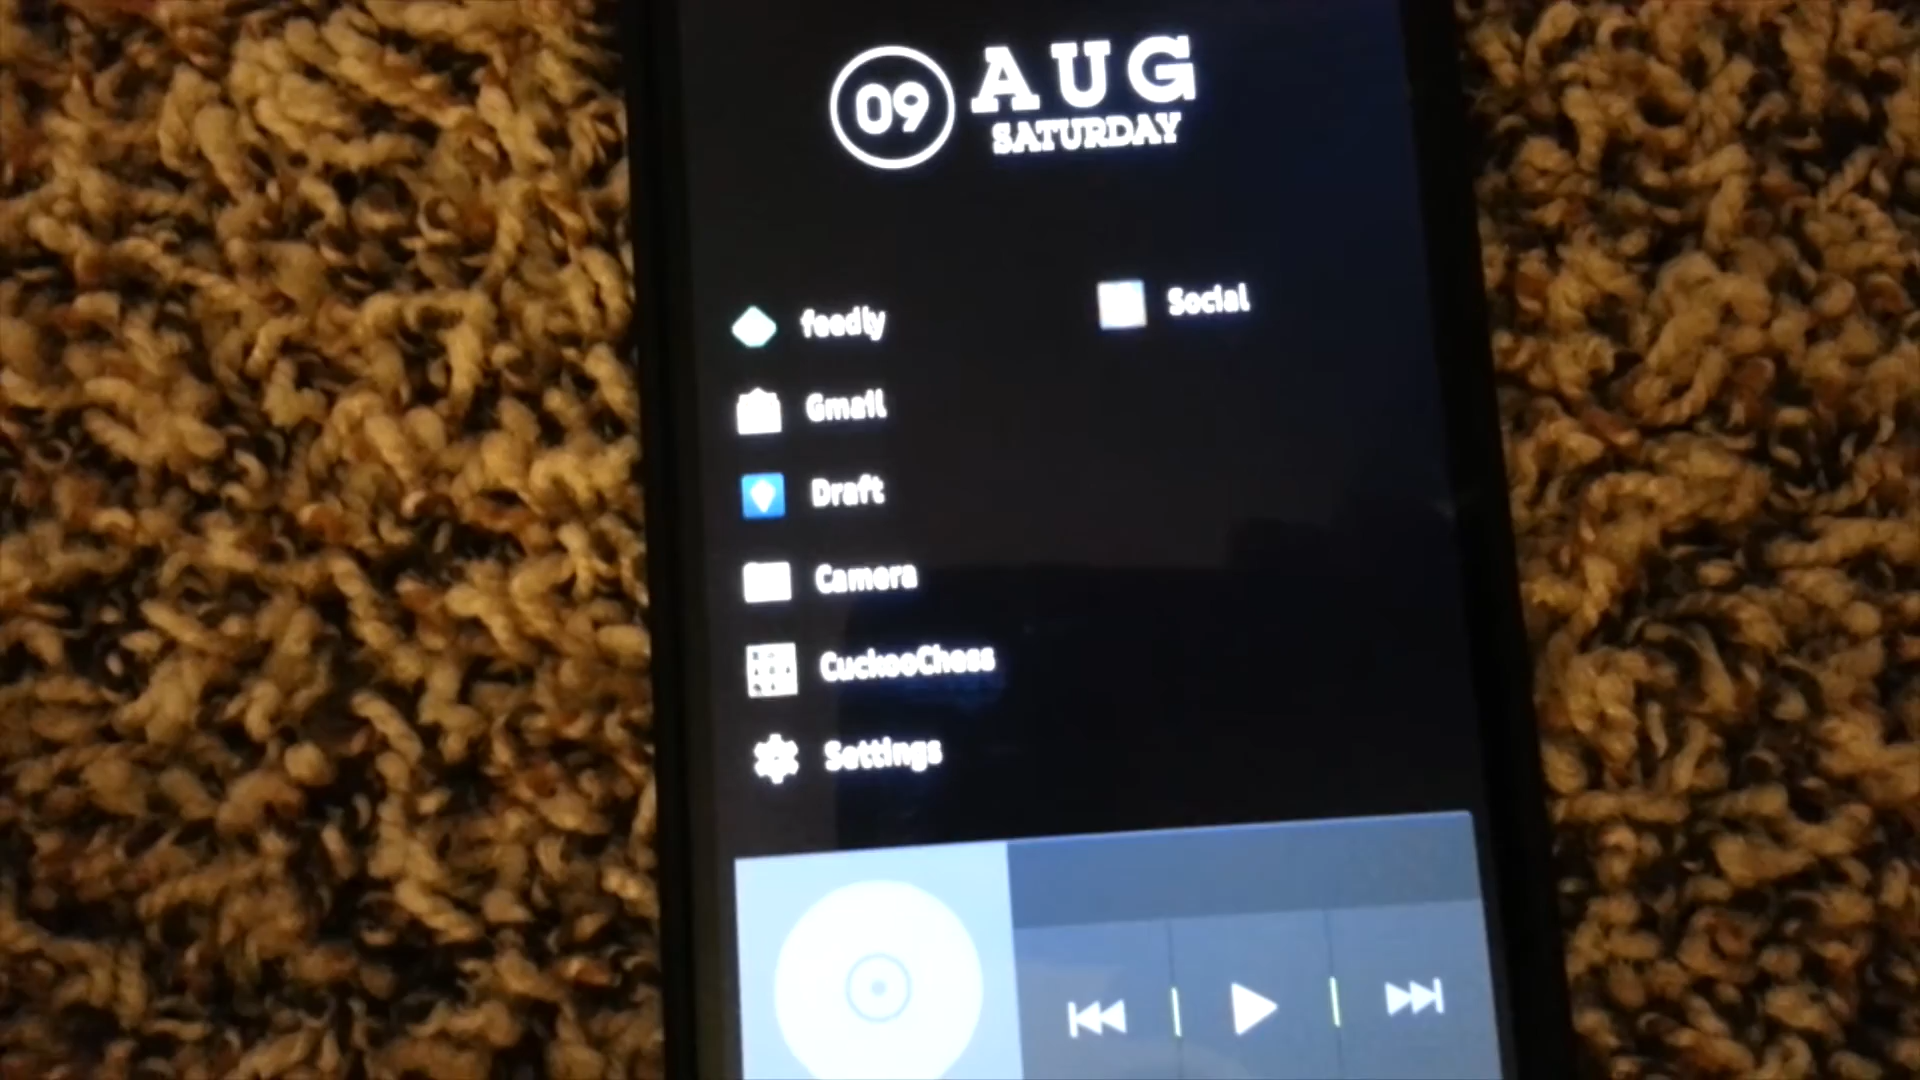 09
AUG
SATURDAY
feedly
Social
Gmail
Draft
Camera
CuckooChess
Settings